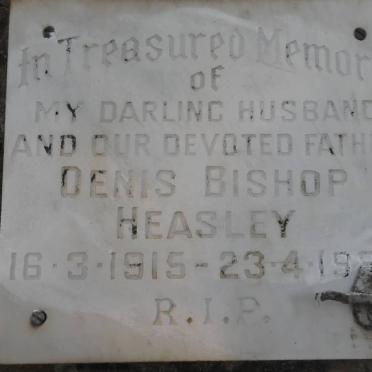 In Treasured Memor
of
MY DARLING HUSBAND
AND OUR DEVOTED FATH
DENIS BISHOP
HEASLEY
16·3·1915-23·4·19
R.I.P.